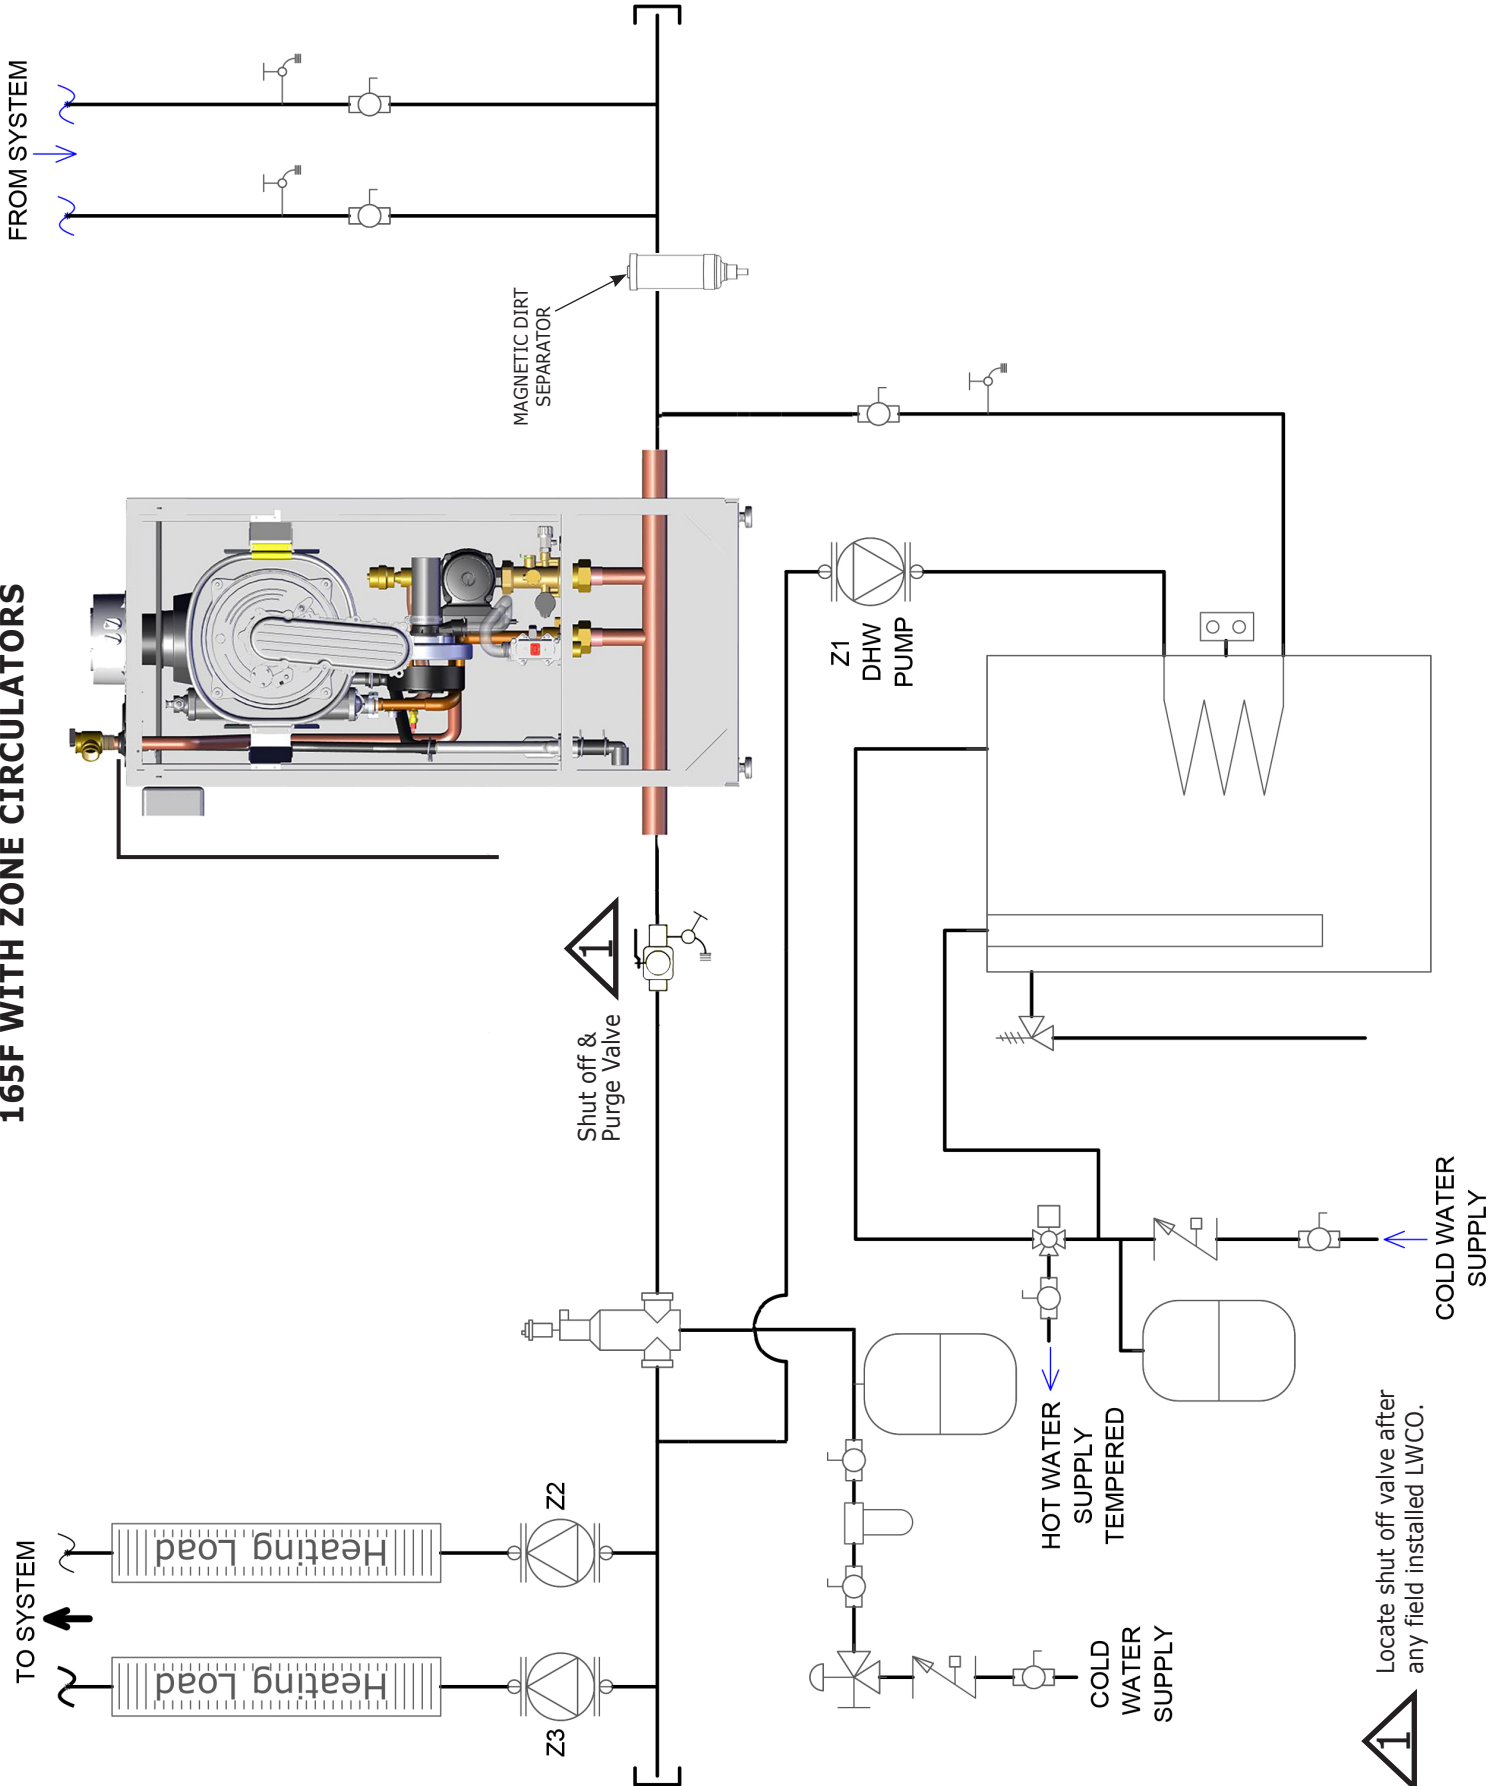 165F WITH ZONE CIRCULATORS
FROM SYSTEM
MAGNETIC DIRT
SEPARATOR
Z1
DHW
PUMP
1
Shut off &
Purge Valve
TO SYSTEM
Heating Load
Heating Load
Z2
Z3
HOT WATER
SUPPLY
TEMPERED
COLD WATER
SUPPLY
COLD
WATER
SUPPLY
1
Locate shut off valve after
any field installed LWCO.